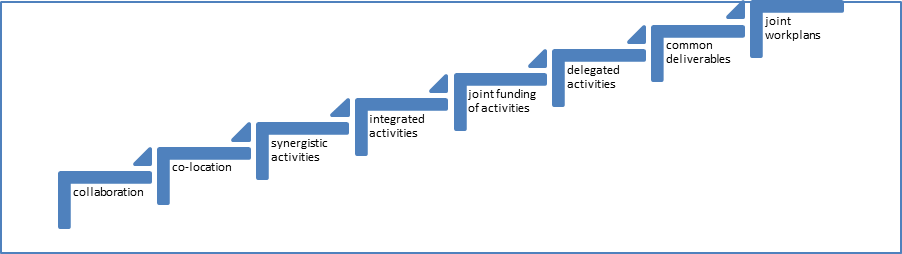 collaboration
co-location
synergistic
activities
integrated
activities
joint funding
of activities
delegated
activities
common
deliverables
joint
workplans